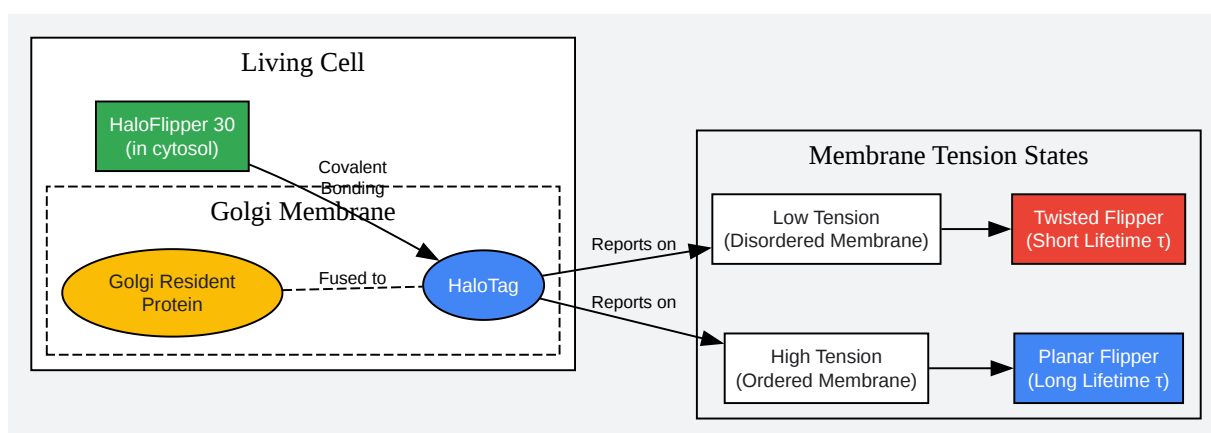 Living Cell
HaloFlipper 30
(in cytosol)
Covalent
Bonding
Golgi Membrane
Golgi Resident
Protein
Fused to
HaloTag
Reports on
Reports on
Membrane Tension States
Low Tension
(Disordered Membrane)
Twisted Flipper
(Short Lifetime τ)
High Tension
(Ordered Membrane)
Planar Flipper
(Long Lifetime τ)